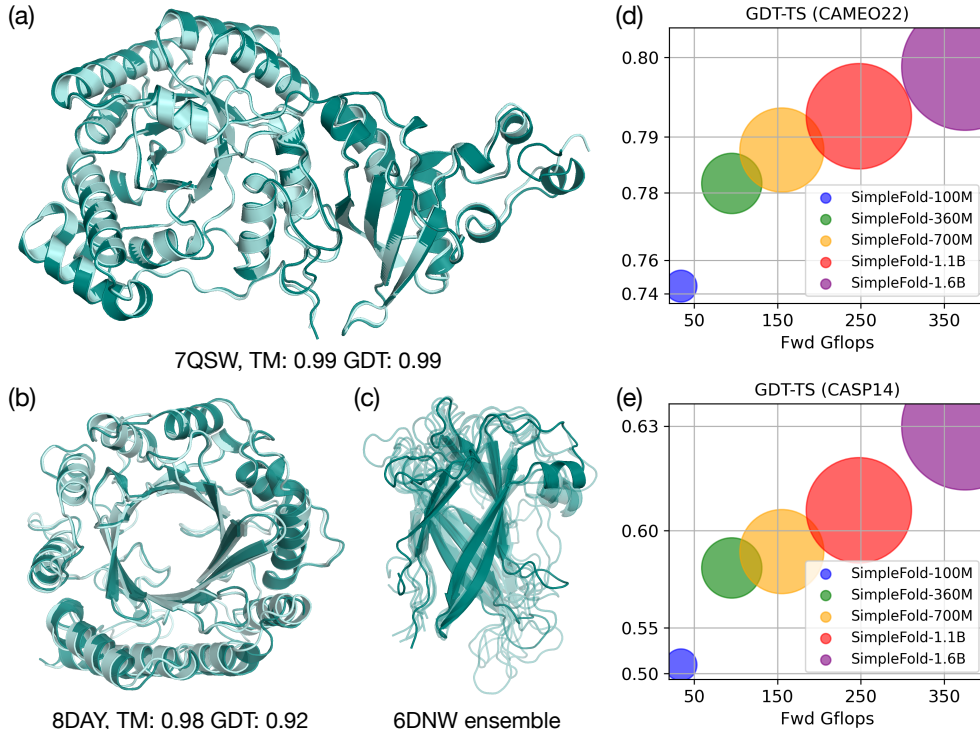 (a)
7QSW, TM: 0.99 GDT: 0.99
(b)
8DAY, TM: 0.98 GDT: 0.92
(c)
6DNW ensemble
(d)
GDT-TS (CAMEO22)
0.80
0.79
0.78
0.76
0.74
SimpleFold-100M
SimpleFold-360M
SimpleFold-700M
SimpleFold-1.1B
SimpleFold-1.6B
50 150 250 350
Fwd Gflops
(e)
GDT-TS (CASP14)
0.63
0.60
0.55
0.50
SimpleFold-100M
SimpleFold-360M
SimpleFold-700M
SimpleFold-1.1B
SimpleFold-1.6B
50 150 250 350
Fwd Gflops